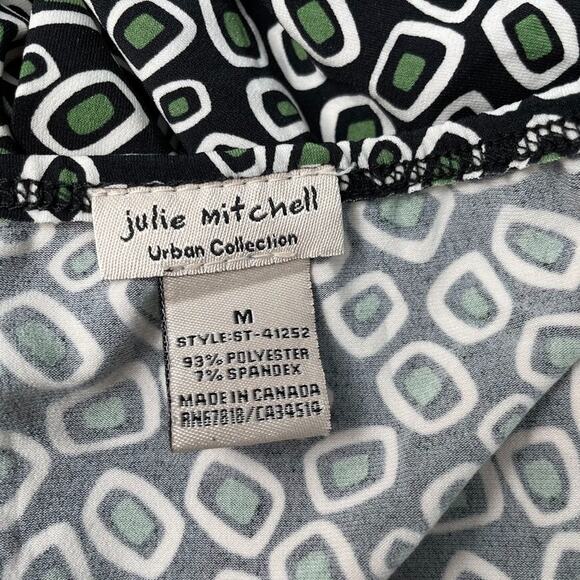 julie mitchell
Urban Collection
M
STYLE:ST-41252
93% POLYESTER
7% SPANDEX
MADE IN CANADA
RN67818/CA34514